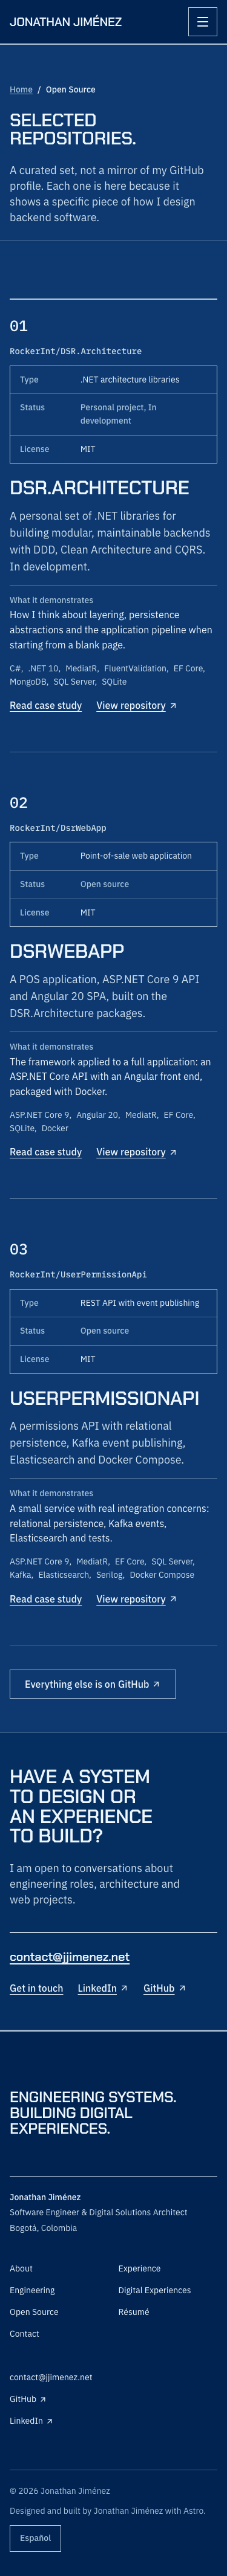 JONATHAN JIMÉNEZ
Home / Open Source
SELECTED
REPOSITORIES.
A curated set, not a mirror of my GitHub
profile. Each one is here because it
shows a specific piece of how I design
backend software.
01
RockerInt/DSR.Architecture
Type .NET architecture libraries
Status Personal project, In
development
License MIT
DSR.ARCHITECTURE
A personal set of .NET libraries for
building modular, maintainable backends
with DDD, Clean Architecture and CQRS.
In development.
What it demonstrates
How I think about layering, persistence
abstractions and the application pipeline when
starting from a blank page.
C#, .NET 10, MediatR, FluentValidation, EF Core,
MongoDB, SQL Server, SQLite
Read case study View repository ↗
02
RockerInt/DsrWebApp
Type Point-of-sale web application
Status Open source
License MIT
DSRWEBAPP
A POS application, ASP.NET Core 9 API
and Angular 20 SPA, built on the
DSR.Architecture packages.
What it demonstrates
The framework applied to a full application: an
ASP.NET Core API with an Angular front end,
packaged with Docker.
ASP.NET Core 9, Angular 20, MediatR, EF Core,
SQLite, Docker
Read case study View repository ↗
03
RockerInt/UserPermissionApi
Type REST API with event publishing
Status Open source
License MIT
USERPERMISSIONAPI
A permissions API with relational
persistence, Kafka event publishing,
Elasticsearch and Docker Compose.
What it demonstrates
A small service with real integration concerns:
relational persistence, Kafka events,
Elasticsearch and tests.
ASP.NET Core 9, MediatR, EF Core, SQL Server,
Kafka, Elasticsearch, Serilog, Docker Compose
Read case study View repository ↗
Everything else is on GitHub ↗
HAVE A SYSTEM
TO DESIGN OR
AN EXPERIENCE
TO BUILD?
I am open to conversations about
engineering roles, architecture and
web projects.
contact@jjimenez.net
Get in touch LinkedIn ↗ GitHub ↗
ENGINEERING SYSTEMS.
BUILDING DIGITAL
EXPERIENCES.
Jonathan Jiménez
Software Engineer & Digital Solutions Architect
Bogotá, Colombia
About Experience
Engineering Digital Experiences
Open Source Résumé
Contact
contact@jjimenez.net
GitHub ↗
LinkedIn ↗
© 2026 Jonathan Jiménez
Designed and built by Jonathan Jiménez with Astro.
Español